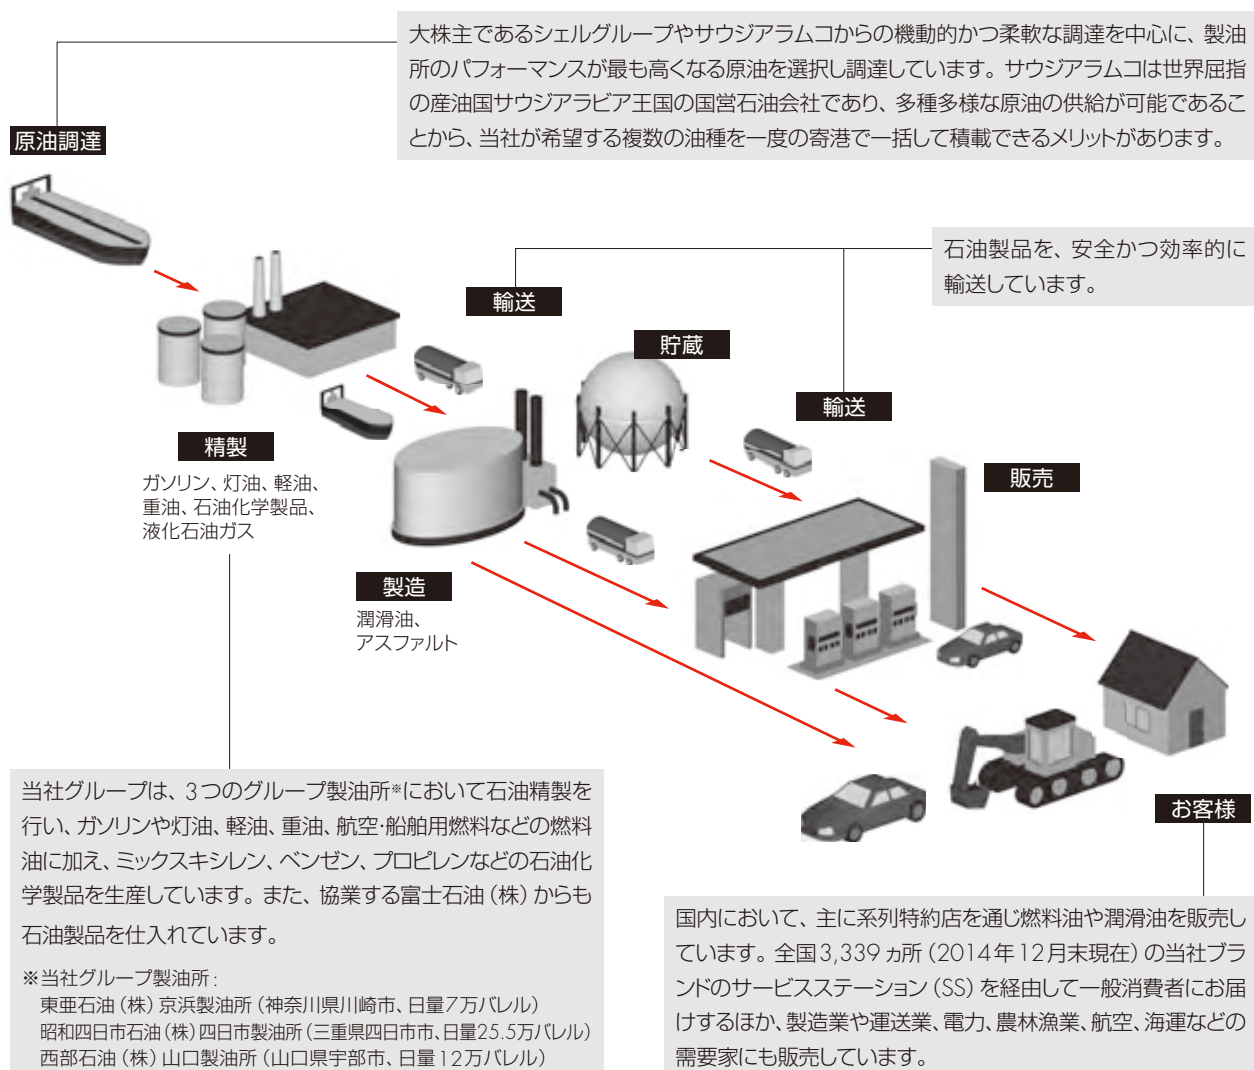 大株主であるシェルグループやサウジアラムコからの機動的かつ柔軟な調達を中心に、製油
所のパフォーマンスが最も高くなる原油を選択し調達しています。サウジアラムコは世界屈指
の産油国サウジアラビア王国の国営石油会社であり、多種多様な原油の供給が可能であるこ
とから、当社が希望する複数の油種を一度の寄港で一括して積載できるメリットがあります。
原油調達
石油製品を、安全かつ効率的に
輸送しています。
輸送
貯蔵
輸送
精製
ガソリン、灯油、軽油、
重油、石油化学製品、
液化石油ガス
販売
製造
潤滑油、
アスファルト
お客様
当社グループは、3つのグループ製油所※において石油精製を
行い、ガソリンや灯油、軽油、重油、航空・船舶用燃料などの燃料
油に加え、ミックスキシレン、ベンゼン、プロピレンなどの石油化
学製品を生産しています。また、協業する富士石油(株)からも
石油製品を仕入れています。
※当社グループ製油所:
東亜石油(株)京浜製油所(神奈川県川崎市、日量7万バレル)
昭和四日市石油(株)四日市製油所(三重県四日市市、日量25.5万バレル)
西部石油(株)山口製油所(山口県宇部市、日量12万バレル)
国内において、主に系列特約店を通じ燃料油や潤滑油を販売し
ています。全国3,339ヵ所(2014年12月末現在)の当社ブラ
ンドのサービスステーション(SS)を経由して一般消費者にお届
けするほか、製造業や運送業、電力、農林漁業、航空、海運などの
需要家にも販売しています。